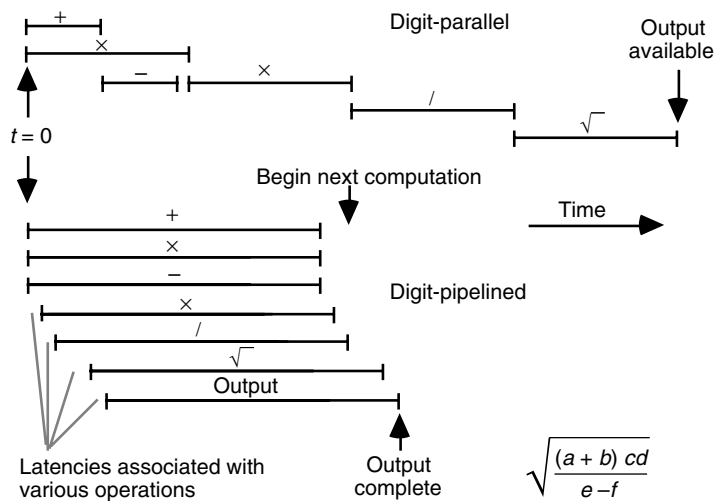 +
Digit-parallel
Output
available
×
−
×
/
√
t = 0
Begin next computation
+
Time
×
−
Digit-pipelined
×
/
√
Output
Latencies associated with
various operations
Output
complete
√((a + b) cd / e – f)